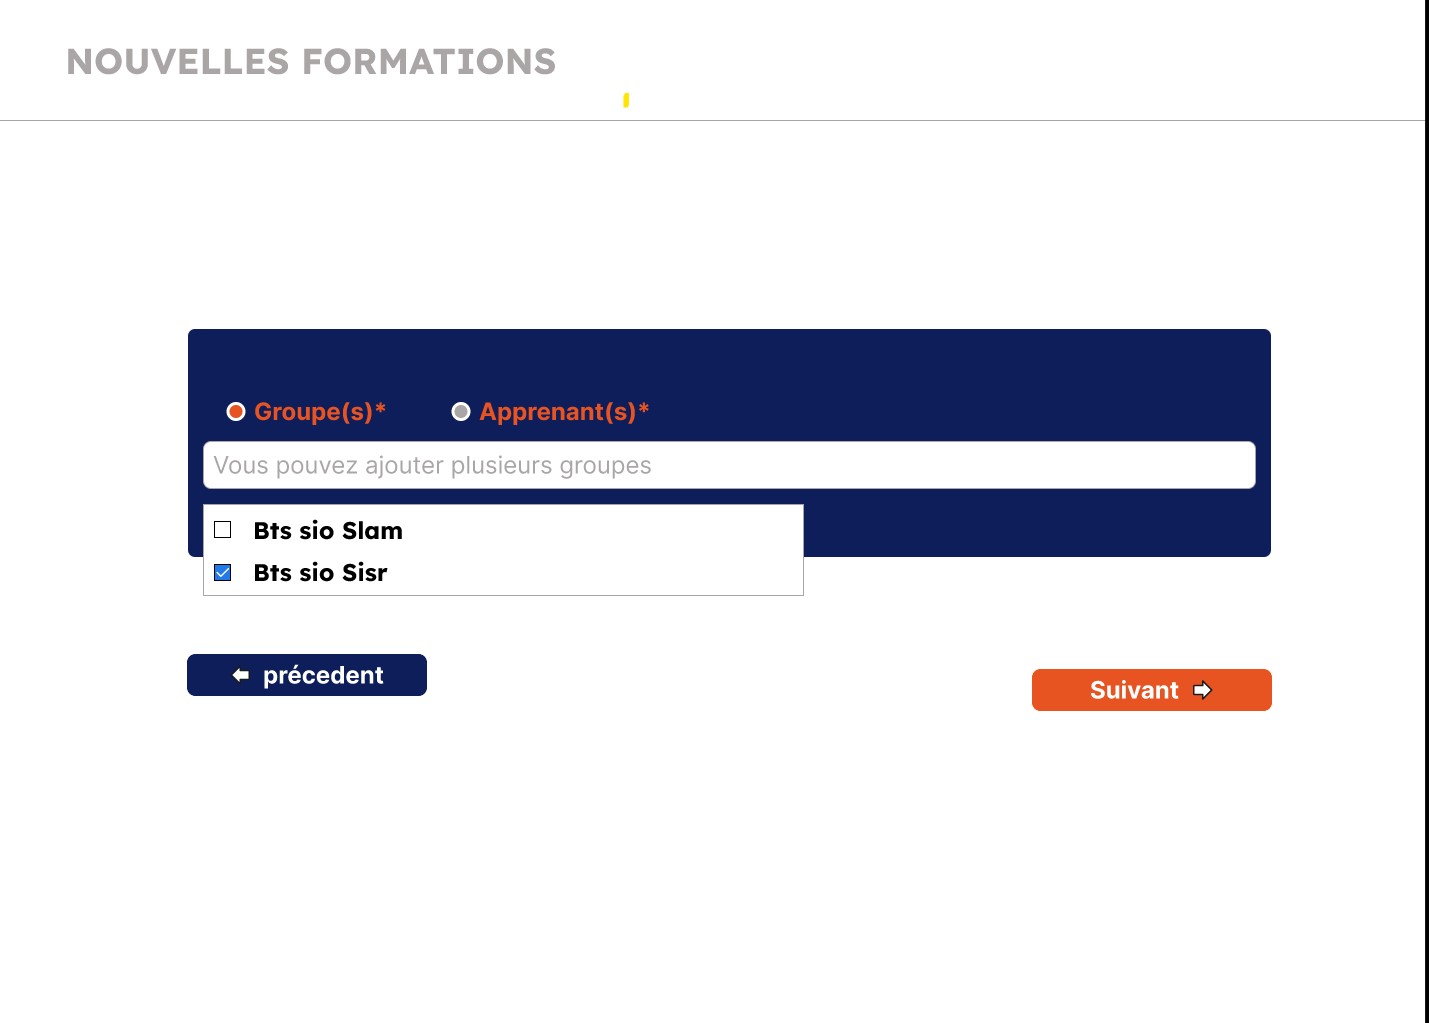 NOUVELLES FORMATIONS
Groupe(s)* Apprenant(s)*
Vous pouvez ajouter plusieurs groupes
Bts sio Slam
Bts sio Sisr
précedent
Suivant